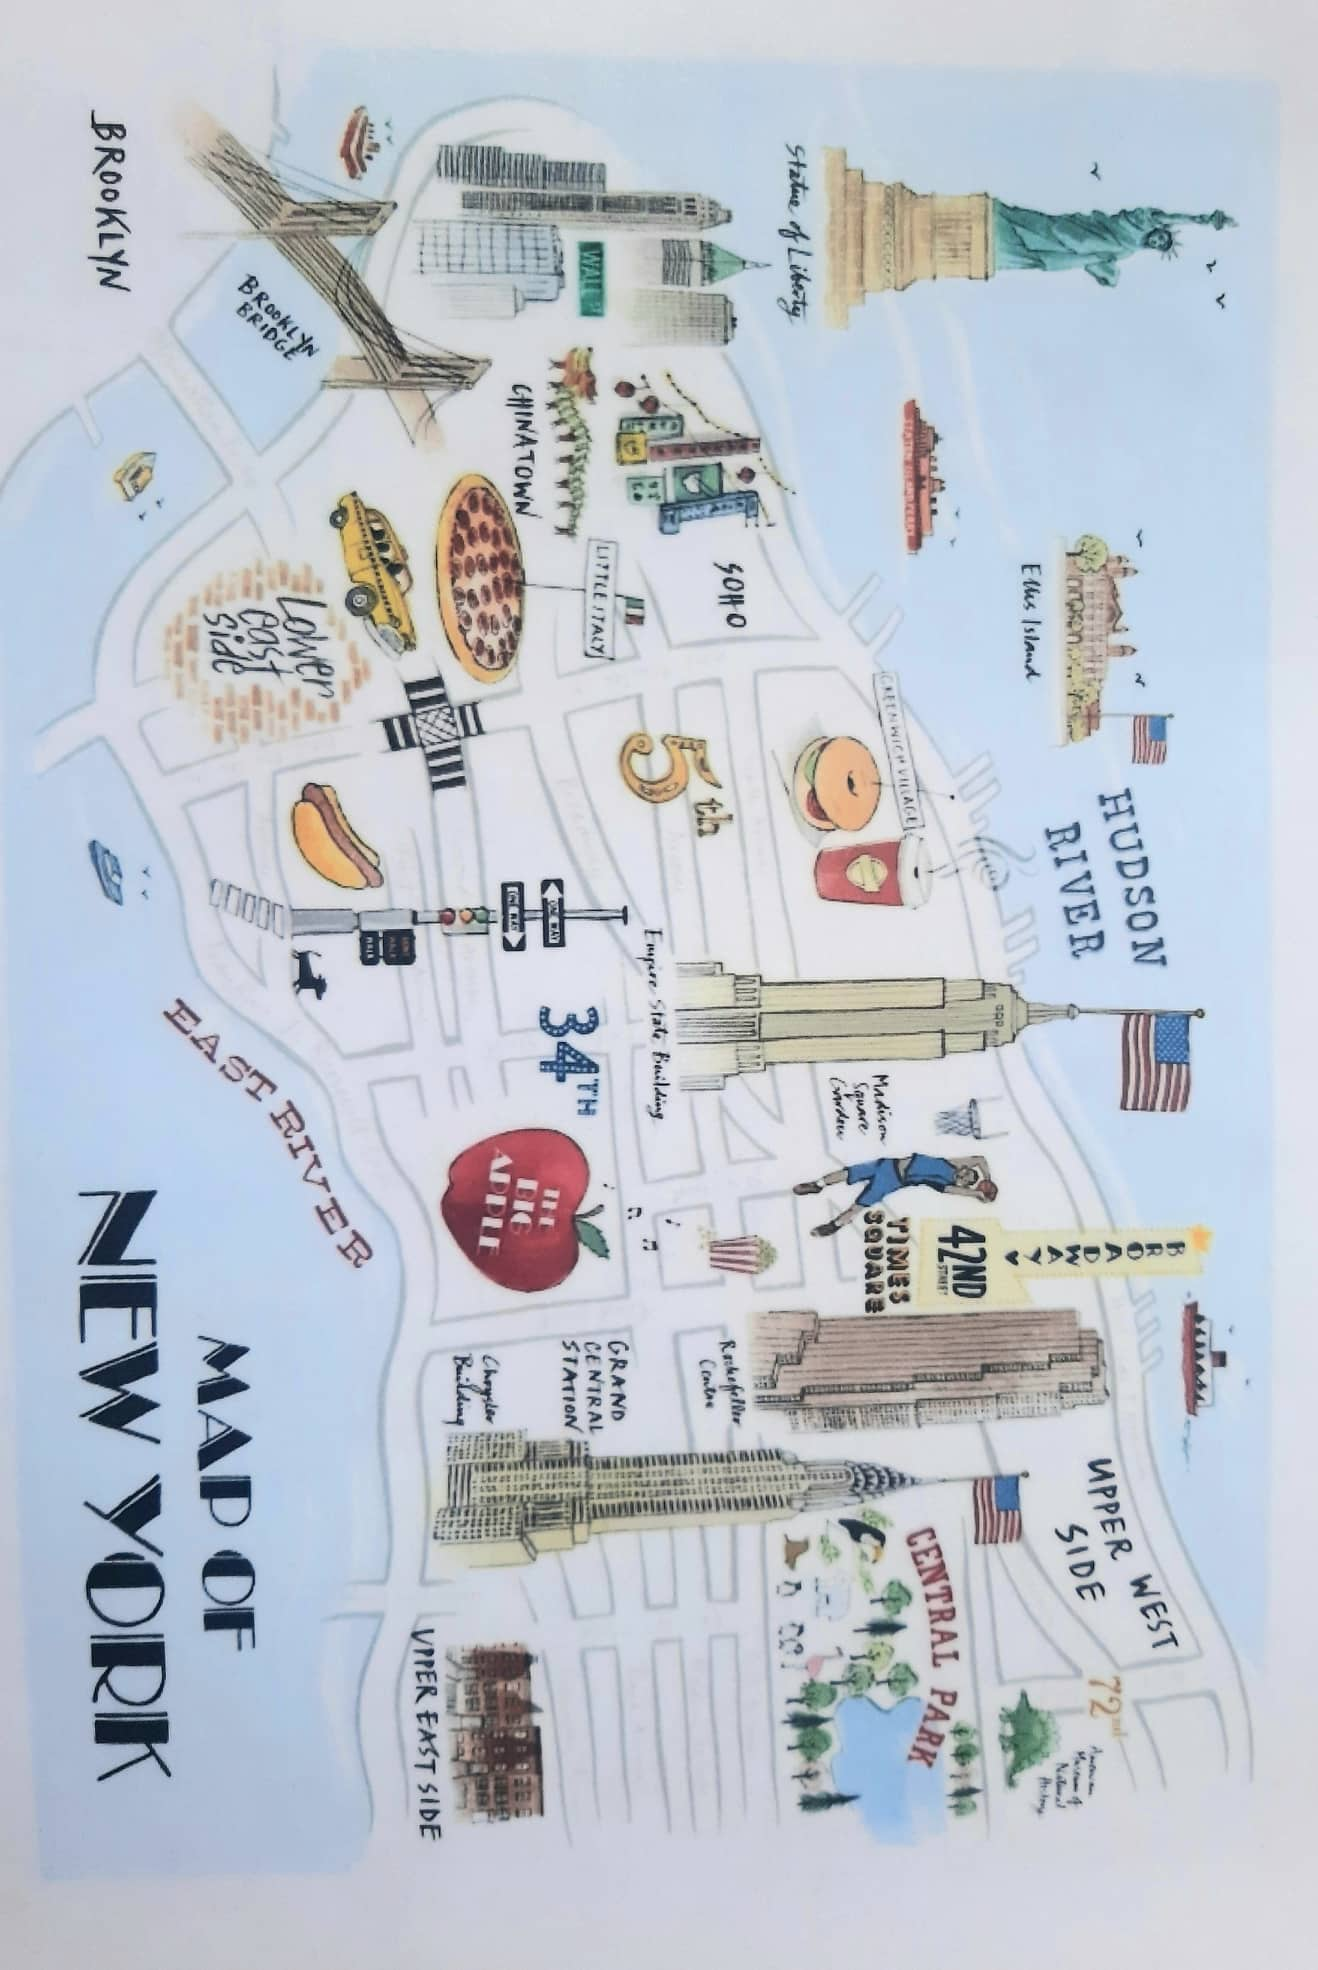 Statue of Liberty
Ellis Island
HUDSON
RIVER
BROADWAY
42ND
STREET
TIMES
SQUARE
UPPER WEST
SIDE
72nd
American
Museum of
Natural
History
CENTRAL PARK
Madison
Square
Garden
GREENWICH VILLAGE
SOHO
5th
Empire State Building
34TH
Rockefeller
Centre
GRAND
CENTRAL
STATION
Chrysler
Building
UPPER EAST SIDE
THE
BIG
APPLE
ONE WAY
ONE WAY
WALL ST
CHINATOWN
LITTLE ITALY
Lower
east
side
BROOKLYN
BRIDGE
BROOKLYN
EAST RIVER
MAP OF
NEW YORK